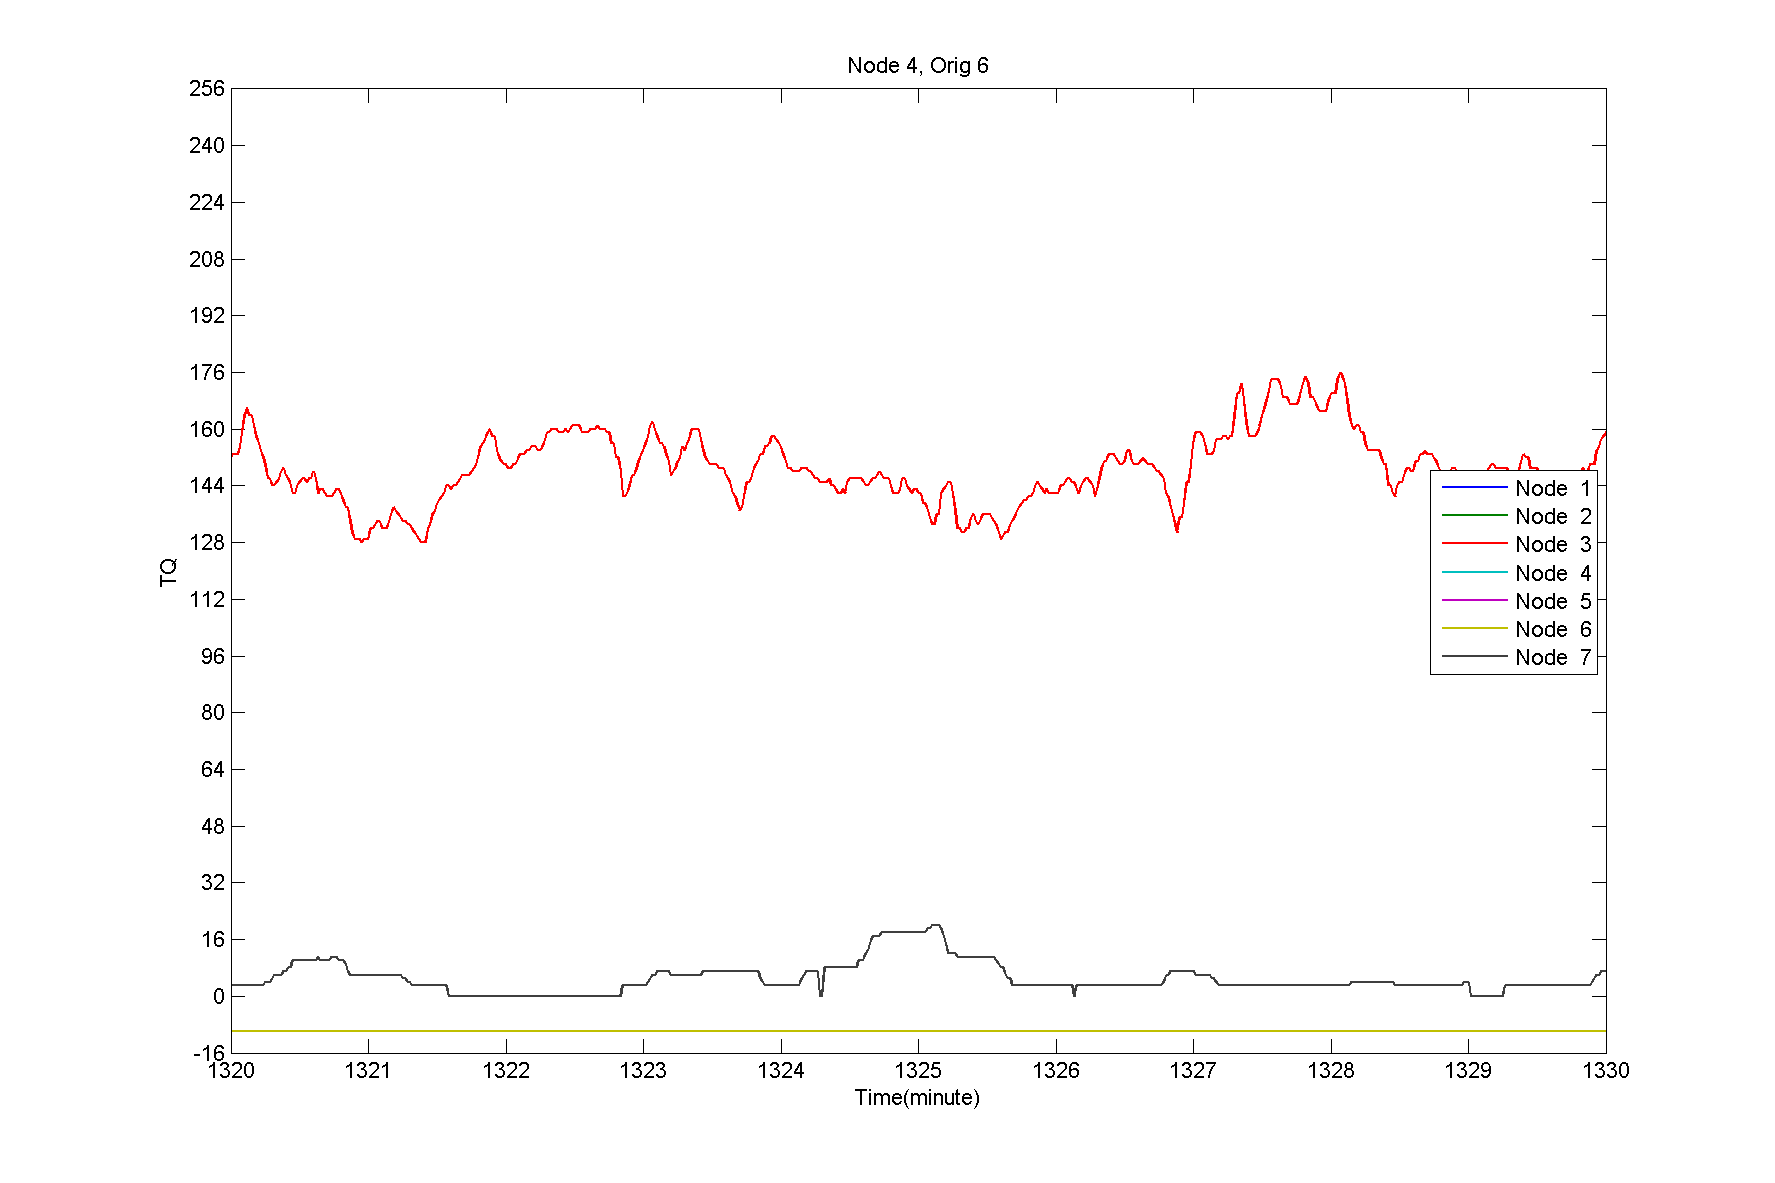 Node 4, Orig 6
256
240
224
208
192
176
160
144
128
112
96
80
64
48
32
16
0
-16
TQ
1320 1321 1322 1323 1324 1325 1326 1327 1328 1329 1330
Time(minute)
Node 1
Node 2
Node 3
Node 4
Node 5
Node 6
Node 7